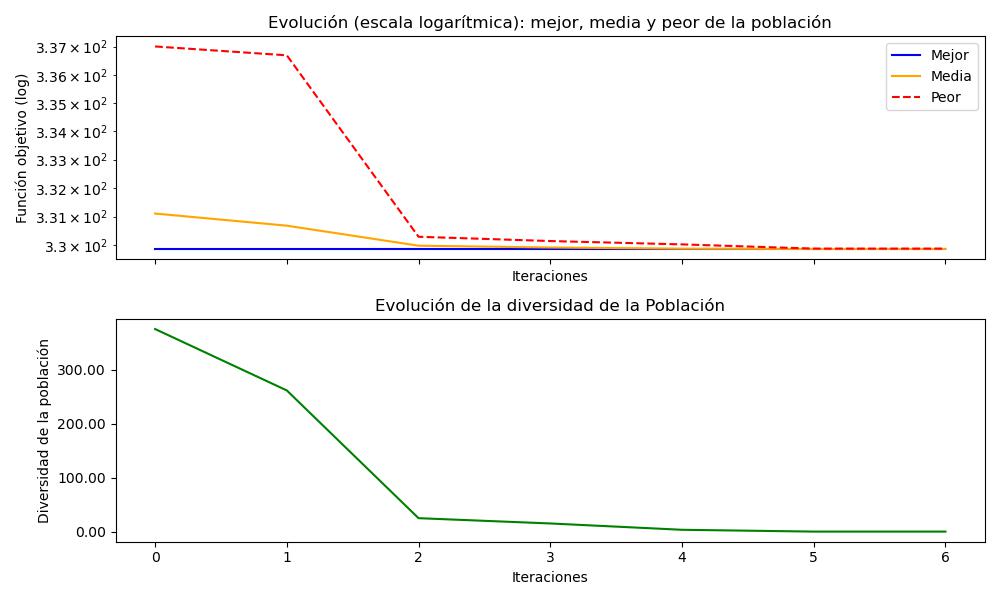 Evolución (escala logarítmica): mejor, media y peor de la población
Función objetivo (log)
3.37 × 10²
3.36 × 10²
3.35 × 10²
3.34 × 10²
3.33 × 10²
3.32 × 10²
3.31 × 10²
3.3 × 10²
Mejor
Media
Peor
Iteraciones
Evolución de la diversidad de la Población
Diversidad de la población
300.00
200.00
100.00
0.00
0 1 2 3 4 5 6
Iteraciones